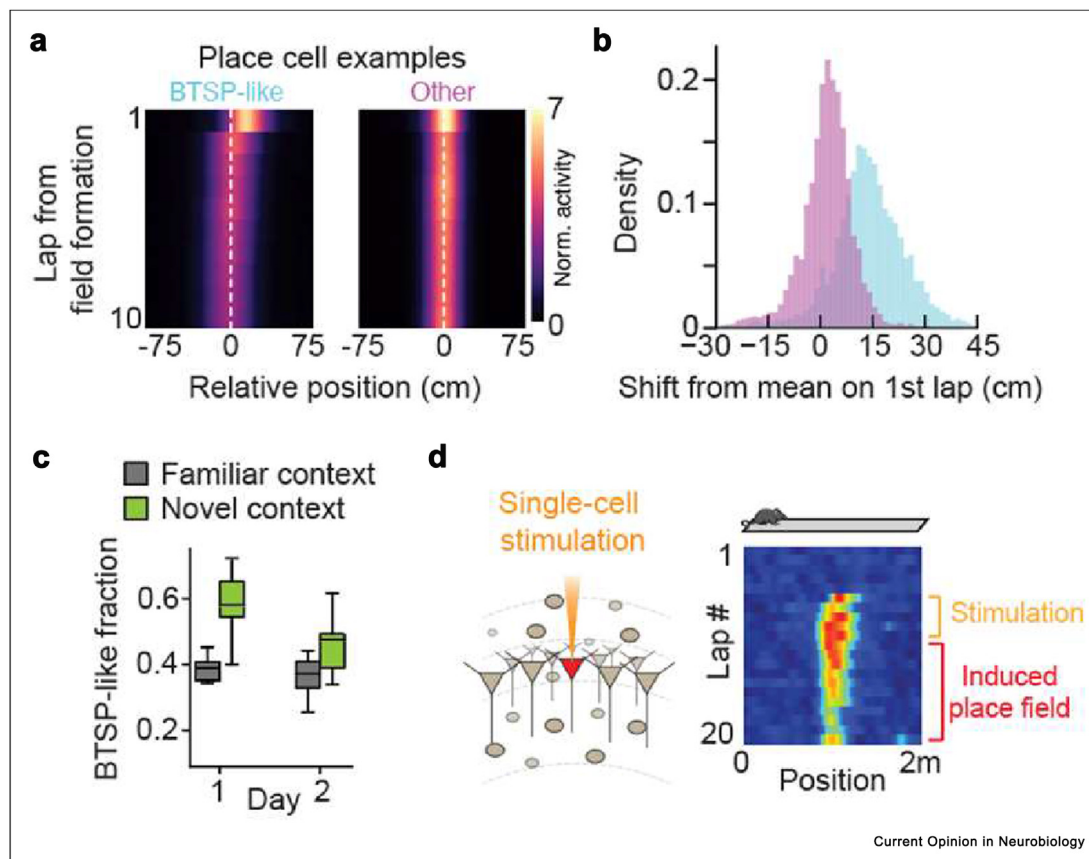 a
Place cell examples
BTSP-like
Other
1
10
Lap from
field formation
-75 0 75
-75 0 75
Relative position (cm)
7
0
Norm. activity
b
0.2
0.1
0
Density
−30 −15 0 15 30 45
Shift from mean on 1st lap (cm)
c
Familiar context
Novel context
0.6
0.4
0.2
BTSP-like fraction
1 2
Day
d
Single-cell
stimulation
1
20
Lap #
0 2m
Position
Stimulation
Induced
place field
Current Opinion in Neurobiology